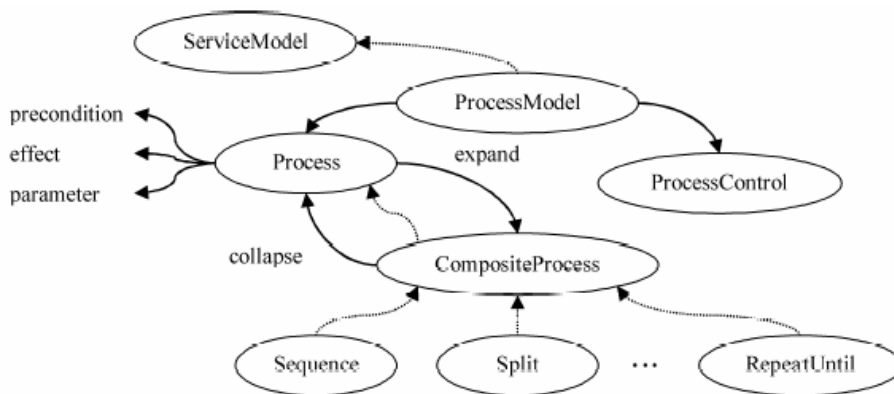 ServiceModel
ProcessModel
precondition
effect
parameter
Process
expand
ProcessControl
collapse
CompositeProcess
Sequence
Split
...
RepeatUntil